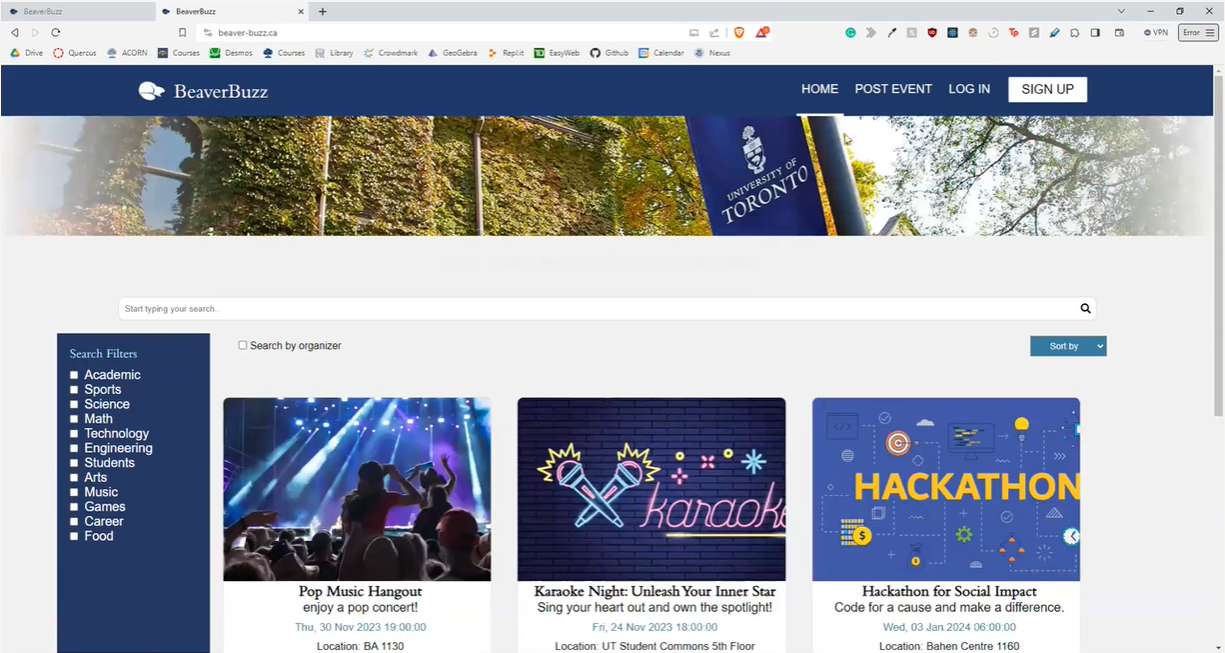 BeaverBuzz
BeaverBuzz
beaver-buzz.ca
VPN
Error
Drive
Quercus
ACORN
Courses
Desmos
Courses
Library
Crowdmark
GeoGebra
Repl.it
EasyWeb
Github
Calendar
Nexus
BeaverBuzz
HOME
POST EVENT
LOG IN
SIGN UP
UNIVERSITY OF
TORONTO
Start typing your search..
Search Filters
Academic
Sports
Science
Math
Technology
Engineering
Students
Arts
Music
Games
Career
Food
Search by organizer
Sort by
karaoke
HACKATHON
Pop Music Hangout
enjoy a pop concert!
Thu, 30 Nov 2023 19:00:00
Location: BA 1130
Karaoke Night: Unleash Your Inner Star
Sing your heart out and own the spotlight!
Fri, 24 Nov 2023 18:00:00
Location: UT Student Commons 5th Floor
Hackathon for Social Impact
Code for a cause and make a difference.
Wed, 03 Jan 2024 06:00:00
Location: Bahen Centre 1160